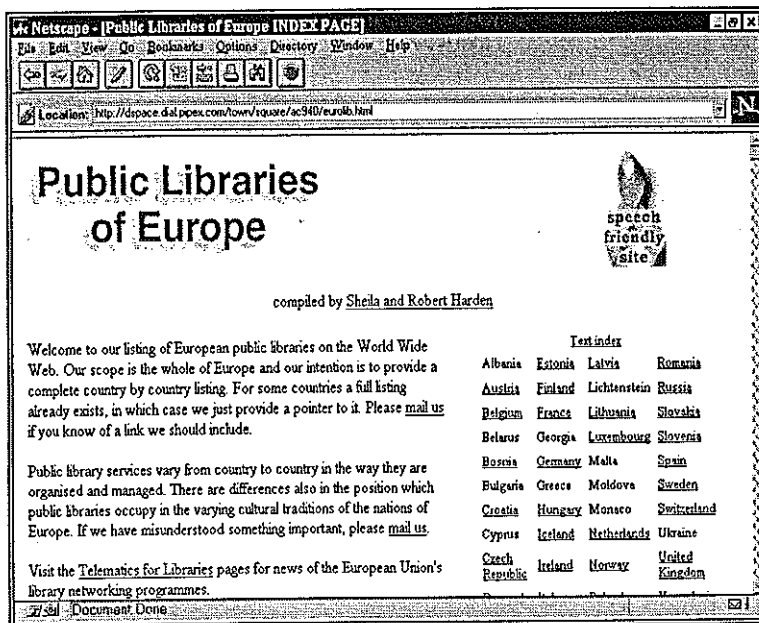 Netscape - [Public Libraries of Europe INDEX PAGE]
File Edit View Go Bookmarks Options Directory Window Help
Location: http://dspace.dial.pipex.com/town/square/ac940/eurolib.html
N
Public Libraries
of Europe
speech
friendly
site
compiled by Sheila and Robert Harden
Welcome to our listing of European public libraries on the World Wide
Web. Our scope is the whole of Europe and our intention is to provide a
complete country by country listing. For some countries a full listing
already exists, in which case we just provide a pointer to it. Please mail us
if you know of a link we should include.
Public library services vary from country to country in the way they are
organised and managed. There are differences also in the position which
public libraries occupy in the varying cultural traditions of the nations of
Europe. If we have misunderstood something important, please mail us.
Visit the Telematics for Libraries pages for news of the European Union's
library networking programmes.
Text index
Albania Estonia Latvia Romania
Austria Finland Lichtenstein Russia
Belgium France Lithuania Slovakia
Belarus Georgia Luxembourg Slovenia
Bosnia Germany Malta Spain
Bulgaria Greece Moldova Sweden
Croatia Hungary Monaco Switzerland
Cyprus Iceland Netherlands Ukraine
Czech Republic Ireland Norway United Kingdom
Document Done